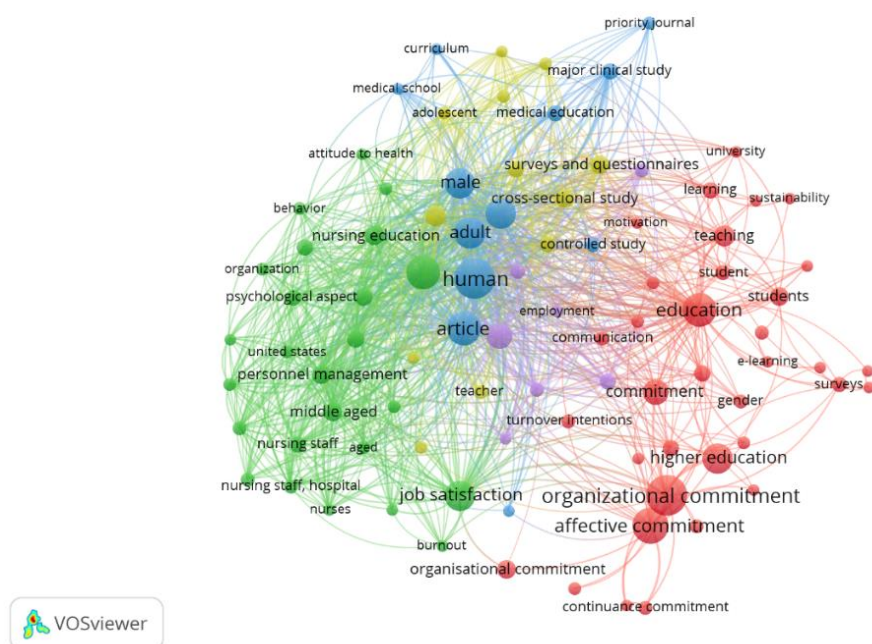 priority journal
curriculum
major clinical study
medical school
adolescent
medical education
attitude to health
surveys and questionnaires
university
male
cross-sectional study
learning
sustainability
behavior
motivation
nursing education
adult
controlled study
teaching
organization
human
student
psychological aspect
students
employment
education
article
communication
united states
e-learning
personnel management
teacher
commitment
surveys
middle aged
turnover intentions
gender
nursing staff
aged
higher education
nursing staff, hospital
job satisfaction
organizational commitment
nurses
affective commitment
burnout
organisational commitment
continuance commitment
VOSviewer